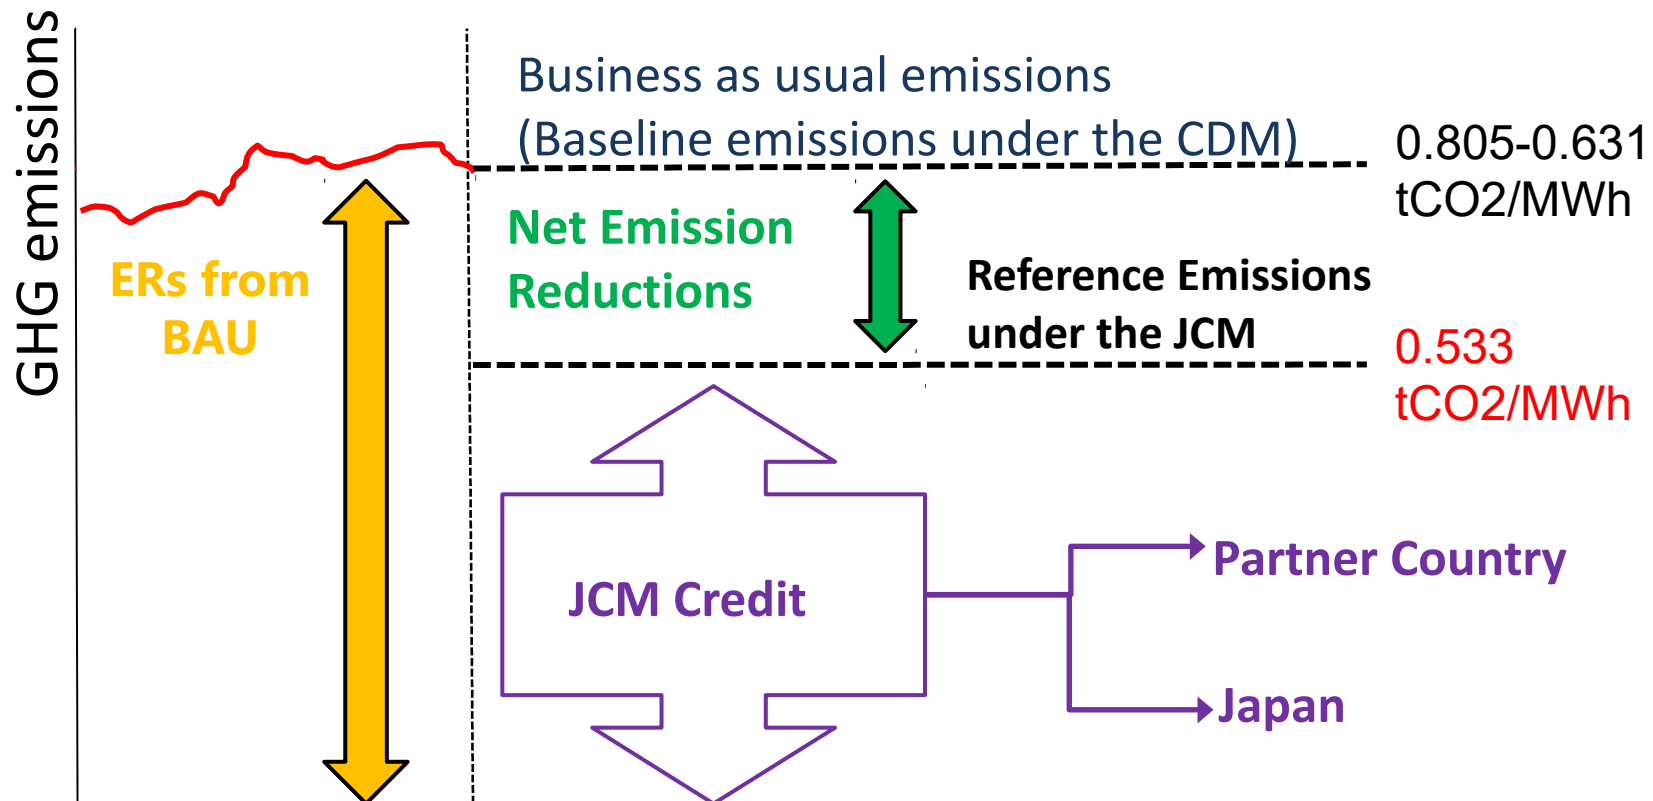 GHG emissions
Business as usual emissions
(Baseline emissions under the CDM)
0.805-0.631
tCO2/MWh
ERs from
BAU
Net Emission
Reductions
Reference Emissions
under the JCM
0.533
tCO2/MWh
JCM Credit
Partner Country
Japan